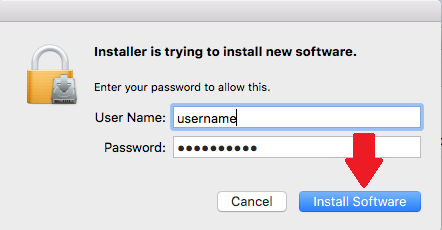 Installer is trying to install new software.
Enter your password to allow this.
User Name: username
Password: ●●●●●●●●●●
Cancel Install Software